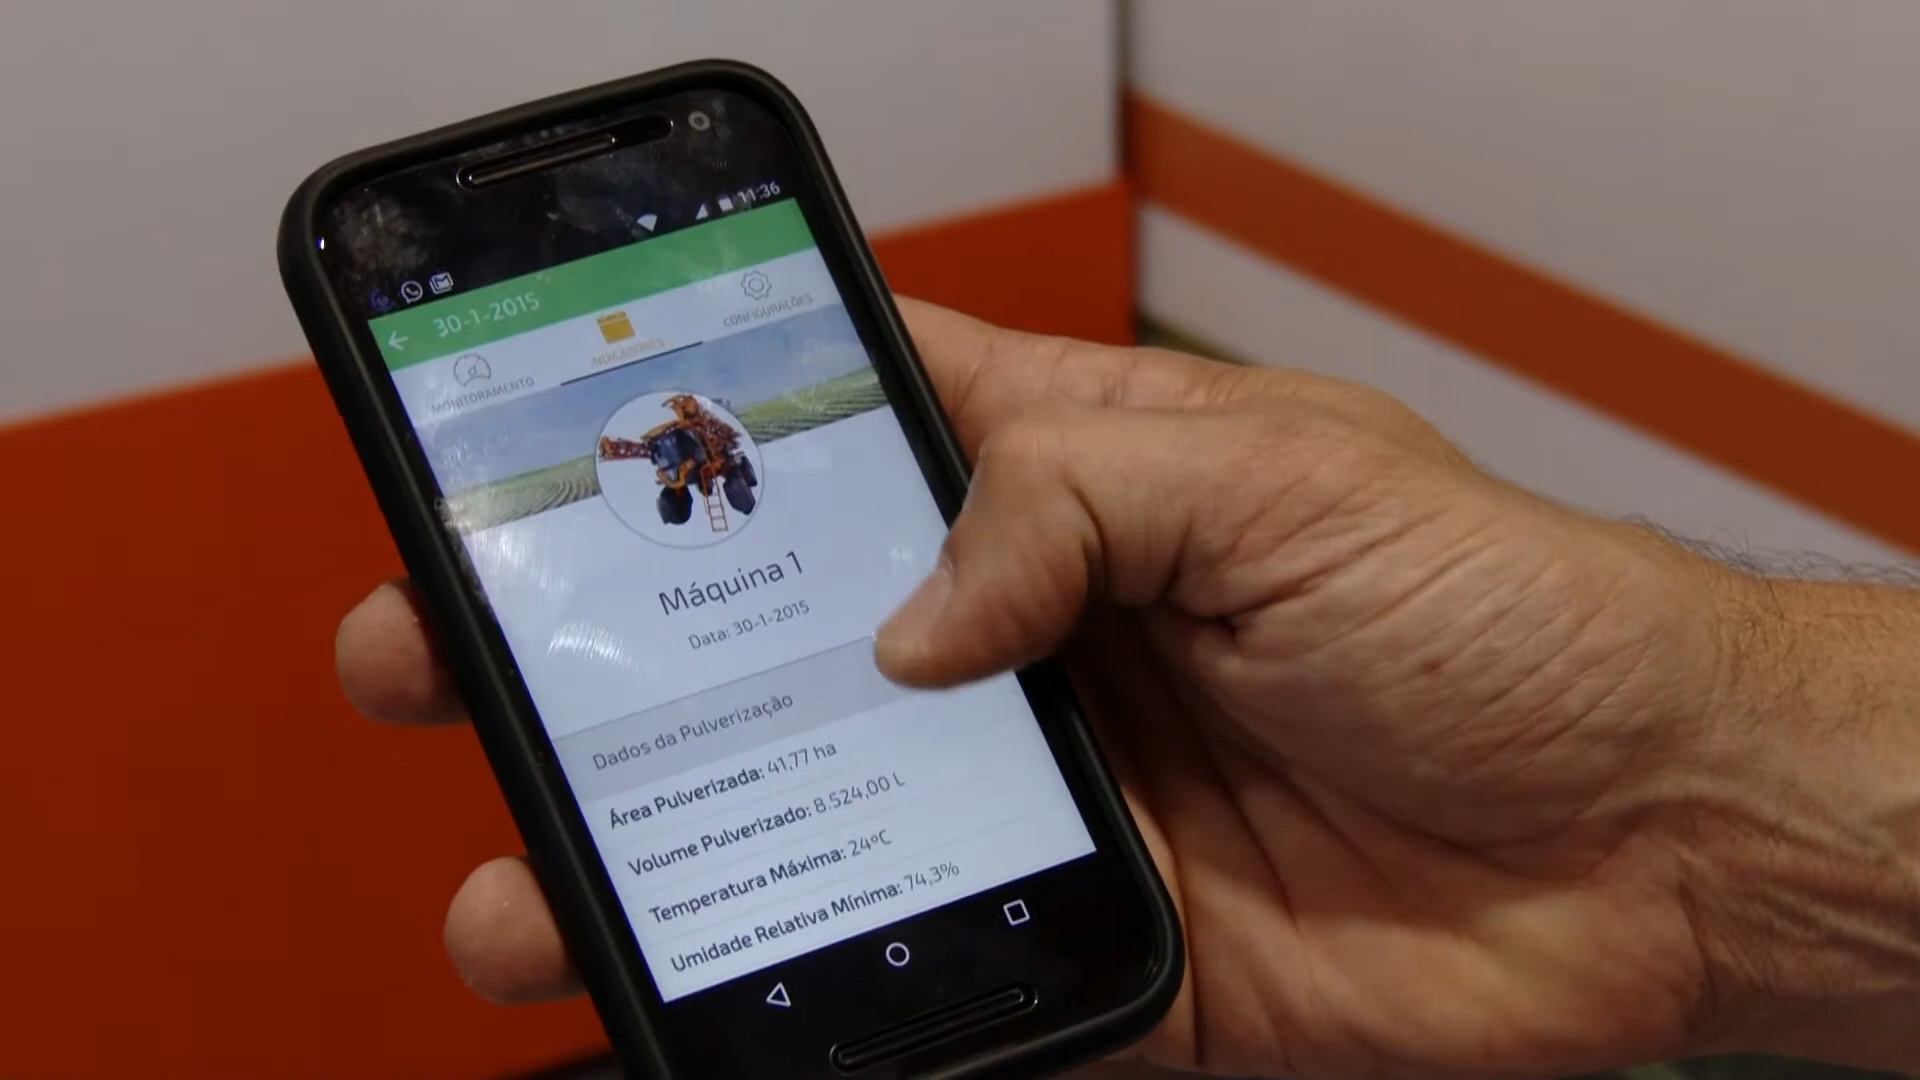 11:36
30-1-2015
MONITORAMENTO
INDICADORES
CONFIGURAÇÕES
Máquina 1
Data: 30-1-2015
Dados da Pulverização
Área Pulverizada: 41,77 ha
Volume Pulverizado: 8.524,00 L
Temperatura Máxima: 24ºC
Umidade Relativa Mínima: 74,3%